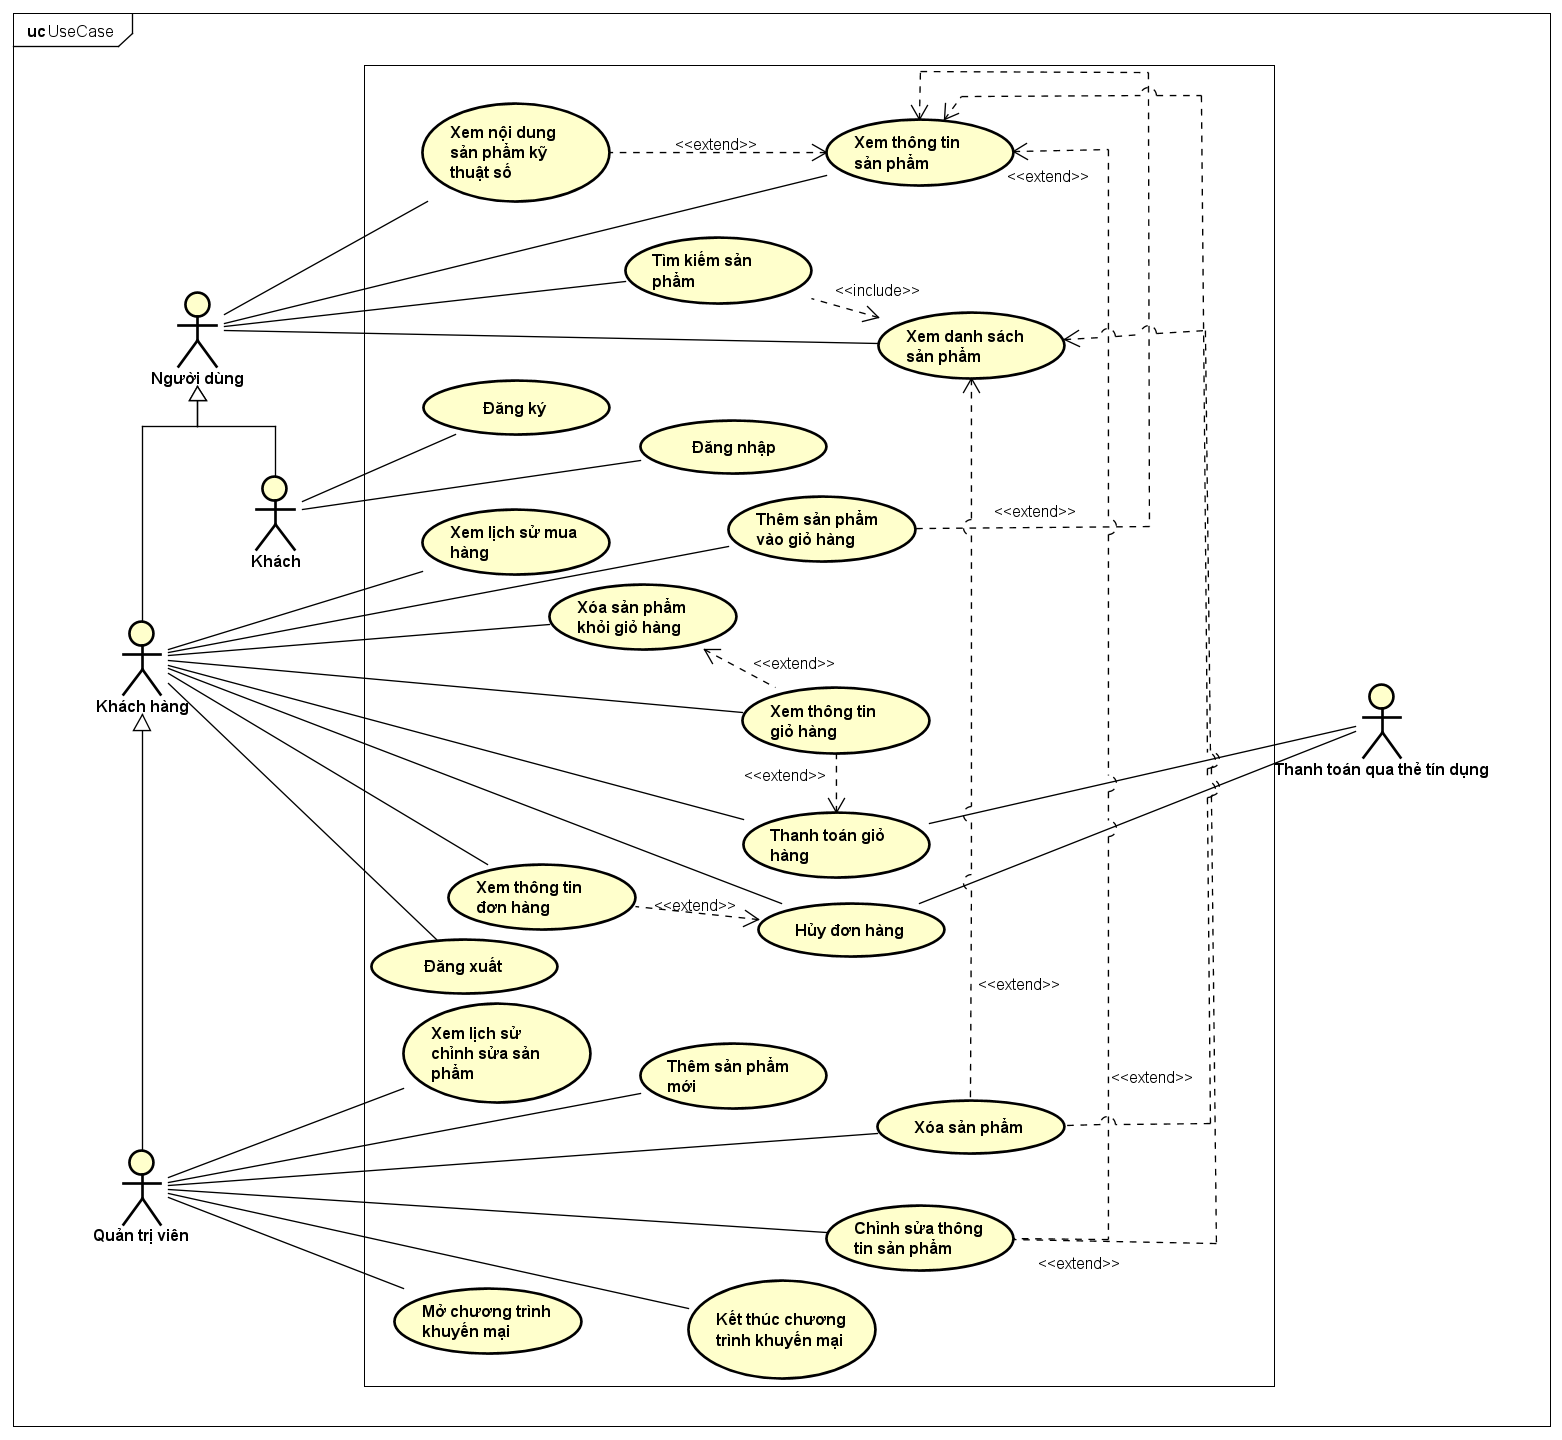 uc UseCase
Xem nội dung
sản phẩm kỹ
thuật số
<<extend>>
Xem thông tin
sản phẩm
<<extend>>
Tìm kiếm sản
phẩm
<<include>>
Xem danh sách
sản phẩm
Người dùng
Đăng ký
Đăng nhập
Khách
Xem lịch sử mua
hàng
Thêm sản phẩm
vào giỏ hàng
<<extend>>
Xóa sản phẩm
khỏi giỏ hàng
<<extend>>
Khách hàng
Xem thông tin
giỏ hàng
<<extend>>
Thanh toán qua thẻ tín dụng
Thanh toán giỏ
hàng
Xem thông tin
đơn hàng
<<extend>>
Hủy đơn hàng
Đăng xuất
<<extend>>
Xem lịch sử
chỉnh sửa sản
phẩm
Thêm sản phẩm
mới
<<extend>>
Xóa sản phẩm
Quản trị viên
Chỉnh sửa thông
tin sản phẩm
<<extend>>
Mở chương trình
khuyến mại
Kết thúc chương
trình khuyến mại